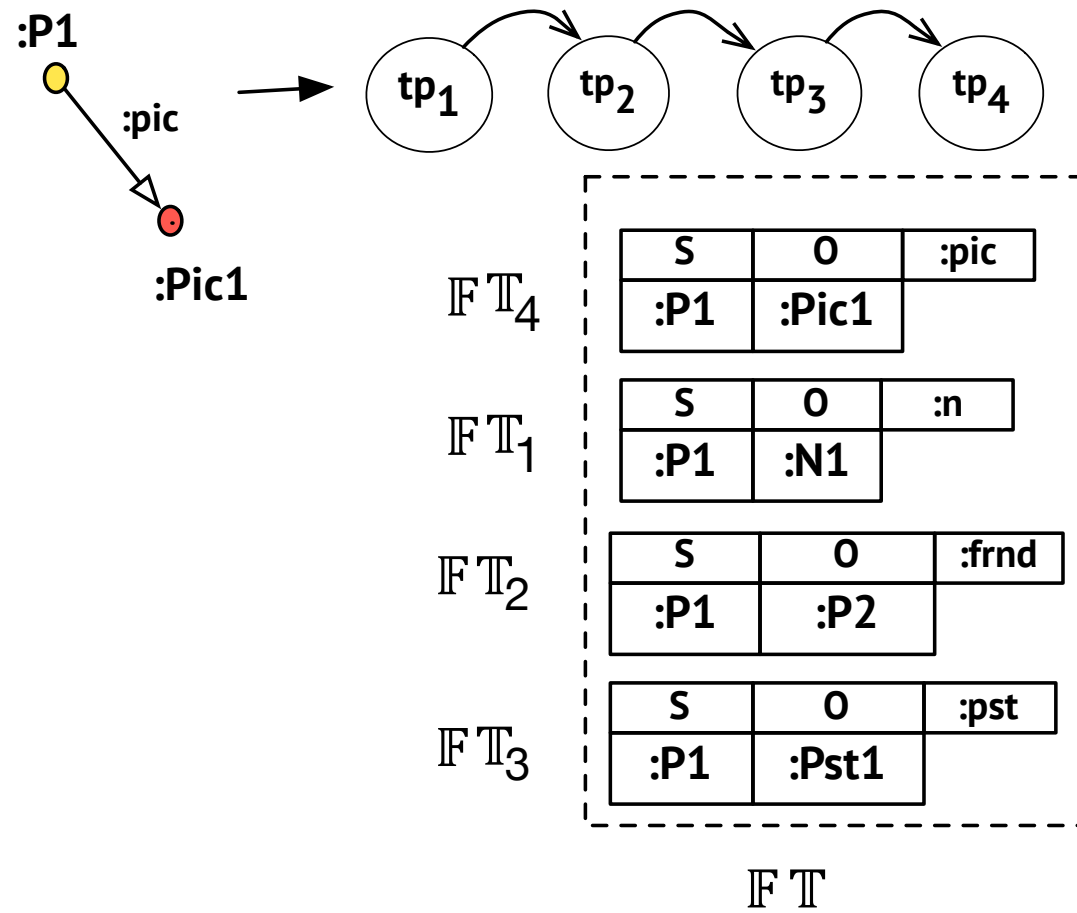 :P1
:pic
:Pic1
tp1 tp2 tp3 tp4
𝔽𝕋4
S O :pic
:P1 :Pic1
𝔽𝕋1
S O :n
:P1 :N1
𝔽𝕋2
S O :frnd
:P1 :P2
𝔽𝕋3
S O :pst
:P1 :Pst1
𝔽𝕋